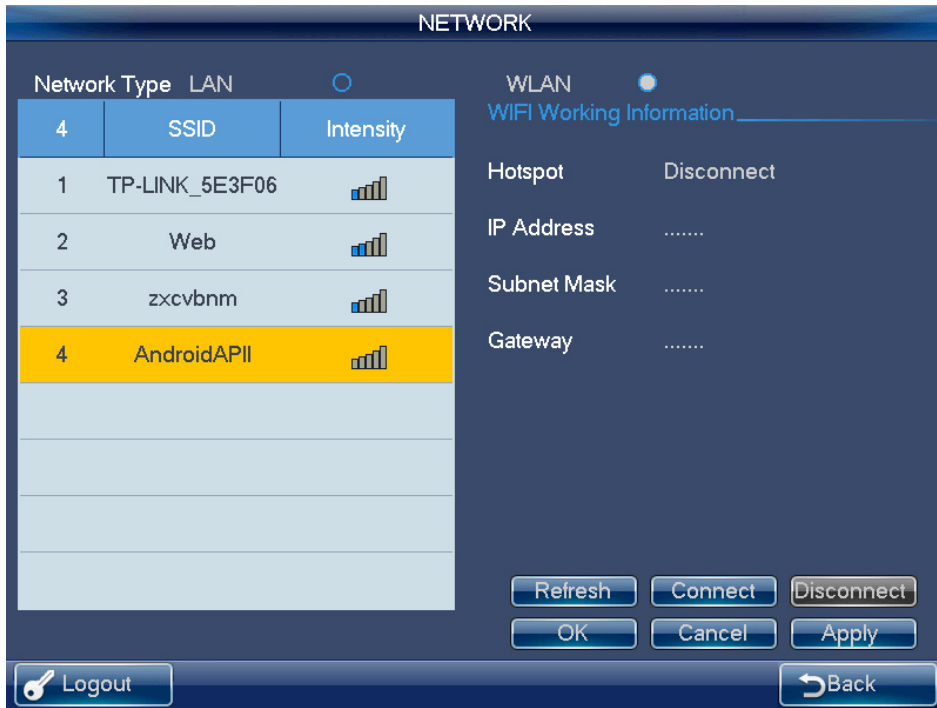 NETWORK
Network Type LAN WLAN
WIFI Working Information
4 SSID Intensity
1 TP-LINK_5E3F06
2 Web
3 zxcvbnm
4 AndroidAPII
Hotspot Disconnect
IP Address .......
Subnet Mask .......
Gateway .......
Refresh Connect Disconnect
OK Cancel Apply
Logout Back